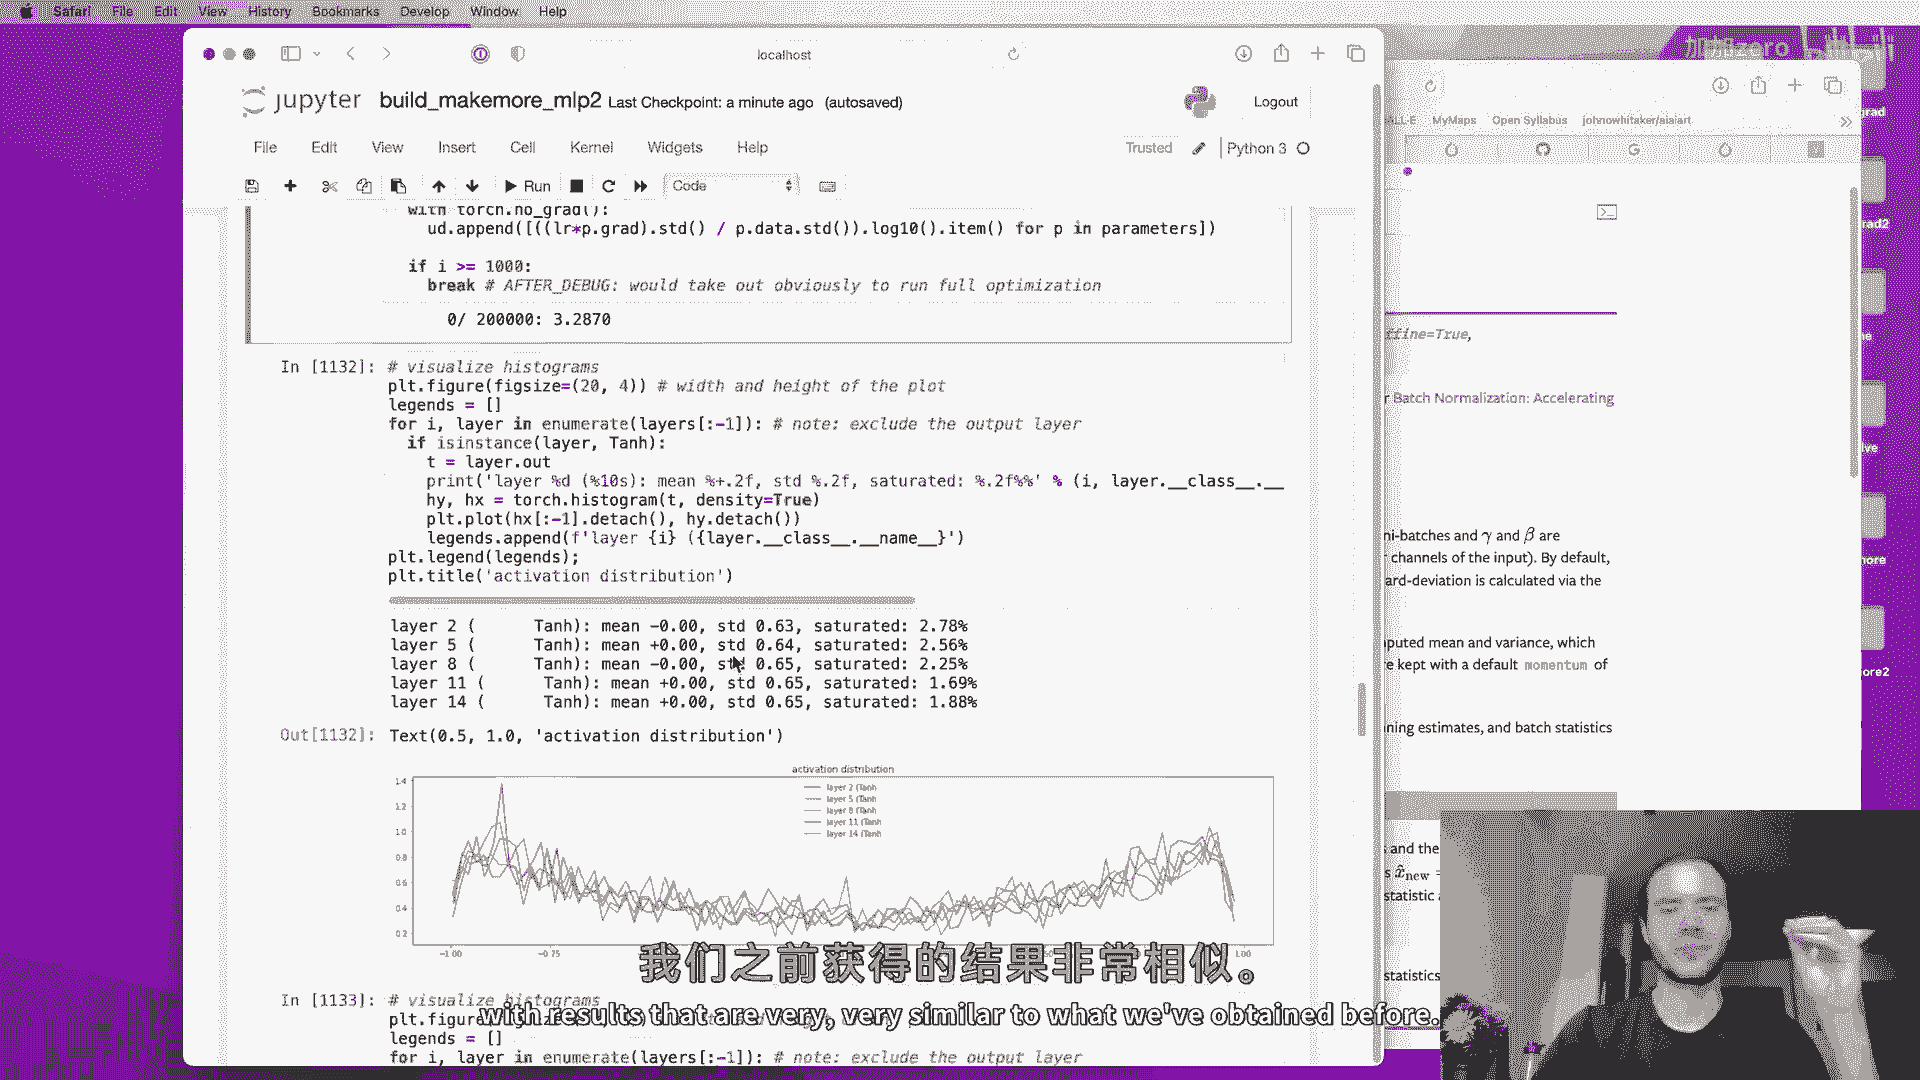 Safari File Edit View History Bookmarks Develop Window Help
加加zero
localhost
jupyter build_makemore_mlp2 Last Checkpoint: a minute ago (autosaved)
Logout
File Edit View Insert Cell Kernel Widgets Help
Trusted
Python 3
Run
Code
with torch.no_grad():
ud.append([((lr*p.grad).std() / p.data.std()).log10().item() for p in parameters])
if i >= 1000:
break # AFTER_DEBUG: would take out obviously to run full optimization
0/ 200000: 3.2870
In [1132]: # visualize histograms
plt.figure(figsize=(20, 4)) # width and height of the plot
legends = []
for i, layer in enumerate(layers[:-1]): # note: exclude the output layer
if isinstance(layer, Tanh):
t = layer.out
print('layer %d (%10s): mean %+.2f, std %.2f, saturated: %.2f%%' % (i, layer.__class__.__
hy, hx = torch.histogram(t, density=True)
plt.plot(hx[:-1].detach(), hy.detach())
legends.append(f'layer {i} ({layer.__class__.__name__}')
plt.legend(legends);
plt.title('activation distribution')
layer 2 ( Tanh): mean -0.00, std 0.63, saturated: 2.78%
layer 5 ( Tanh): mean +0.00, std 0.64, saturated: 2.56%
layer 8 ( Tanh): mean -0.00, std 0.65, saturated: 2.25%
layer 11 ( Tanh): mean +0.00, std 0.65, saturated: 1.69%
layer 14 ( Tanh): mean +0.00, std 0.65, saturated: 1.88%
Out[1132]: Text(0.5, 1.0, 'activation distribution')
activation distribution
1.4
1.2
1.0
0.8
0.6
0.4
0.2
layer 2 (Tanh
layer 5 (Tanh
layer 8 (Tanh
layer 11 (Tanh
layer 14 (Tanh
-1.00 -0.75 1.00
我们之前获得的结果非常相似。
In [1133]: # visualize histograms
with results that are very, very similar to what we've obtained before
legends = []
for i, layer in enumerate(layers[:-1]): # note: exclude the output layer
ALL-E MyMaps Open Syllabus johnowhitaker/aiaiart
ffine=True,
r Batch Normalization: Accelerating
ni-batches and γ and β are
channels of the input). By default,
ard-deviation is calculated via the
puted mean and variance, which
e kept with a default momentum of
ning estimates, and batch statistics
s and the
x̂new =
statistic
statistics
rad
rad2
ne
ive
more
ore2